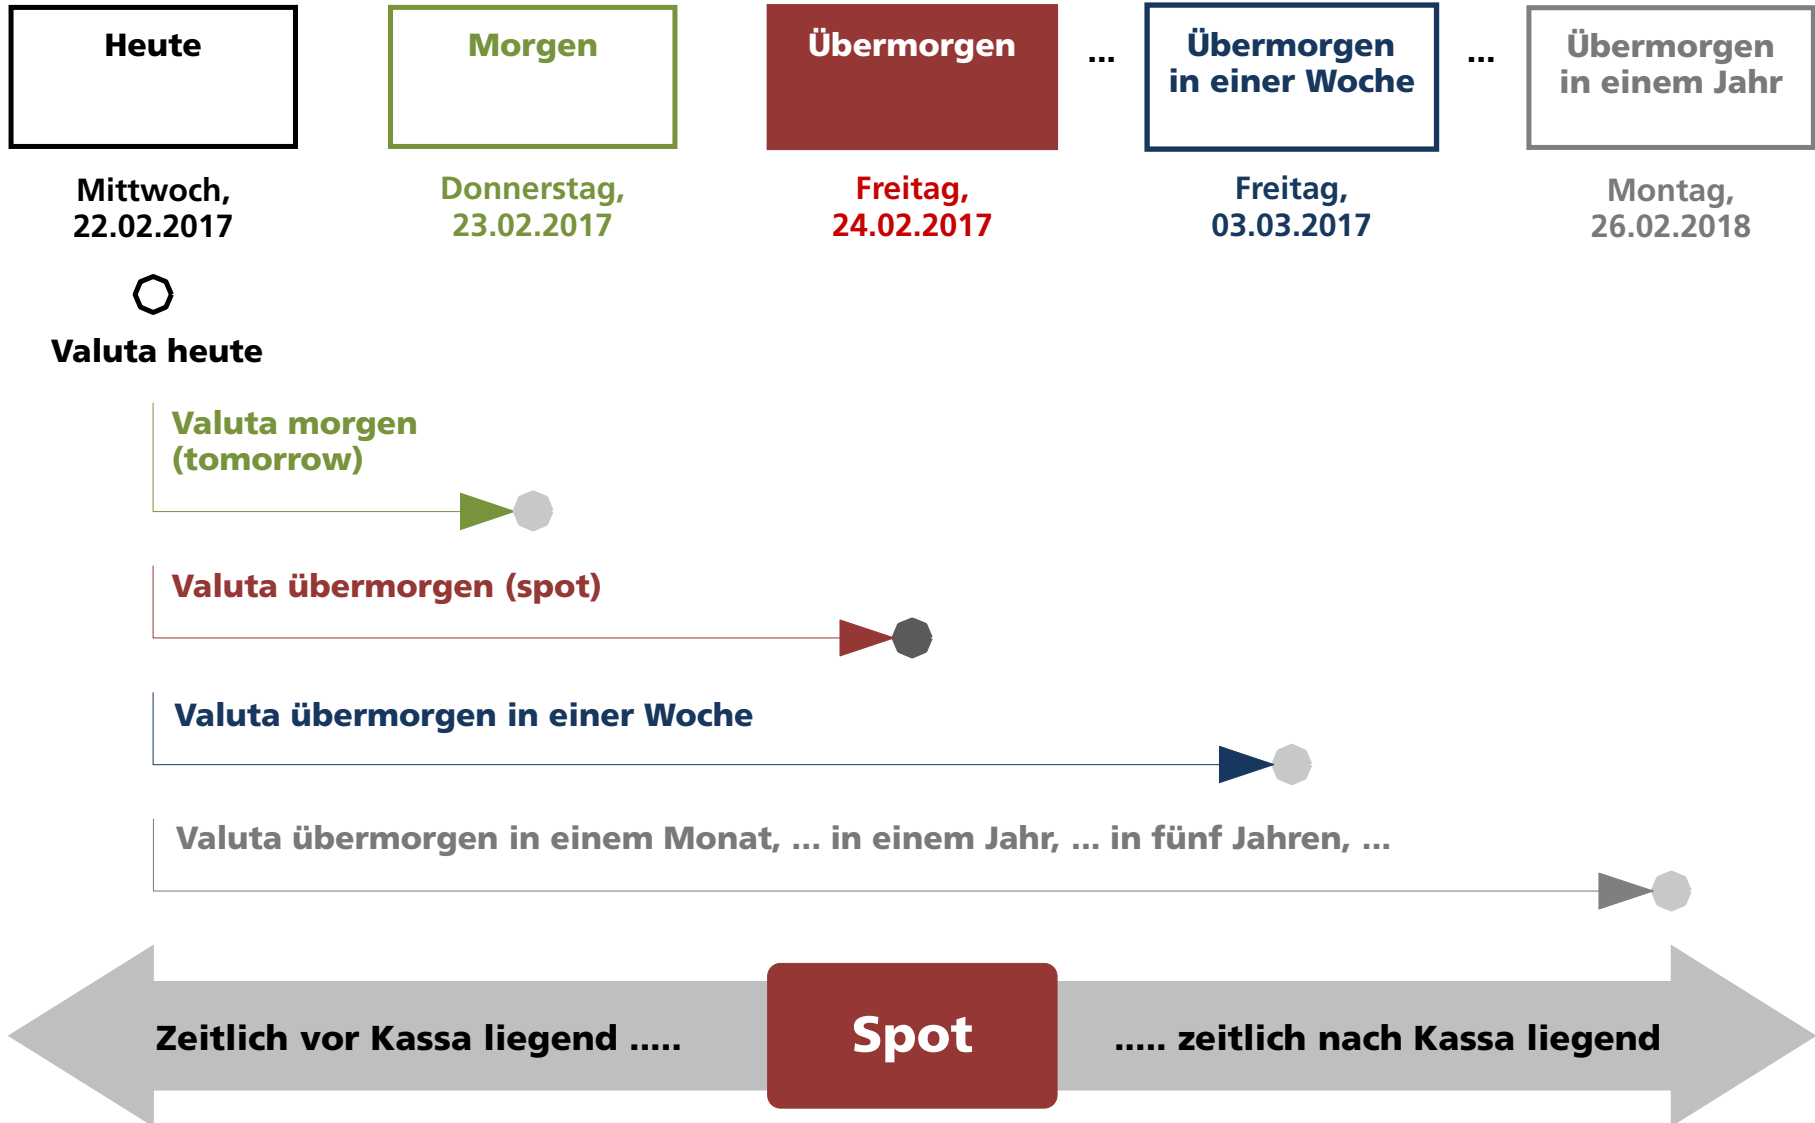 Heute
Morgen
Übermorgen
...
Übermorgen
in einer Woche
...
Übermorgen
in einem Jahr
Mittwoch,
22.02.2017
Donnerstag,
23.02.2017
Freitag,
24.02.2017
Freitag,
03.03.2017
Montag,
26.02.2018
Valuta heute
Valuta morgen
(tomorrow)
Valuta übermorgen (spot)
Valuta übermorgen in einer Woche
Valuta übermorgen in einem Monat, ... in einem Jahr, ... in fünf Jahren, ...
Zeitlich vor Kassa liegend .....
Spot
..... zeitlich nach Kassa liegend